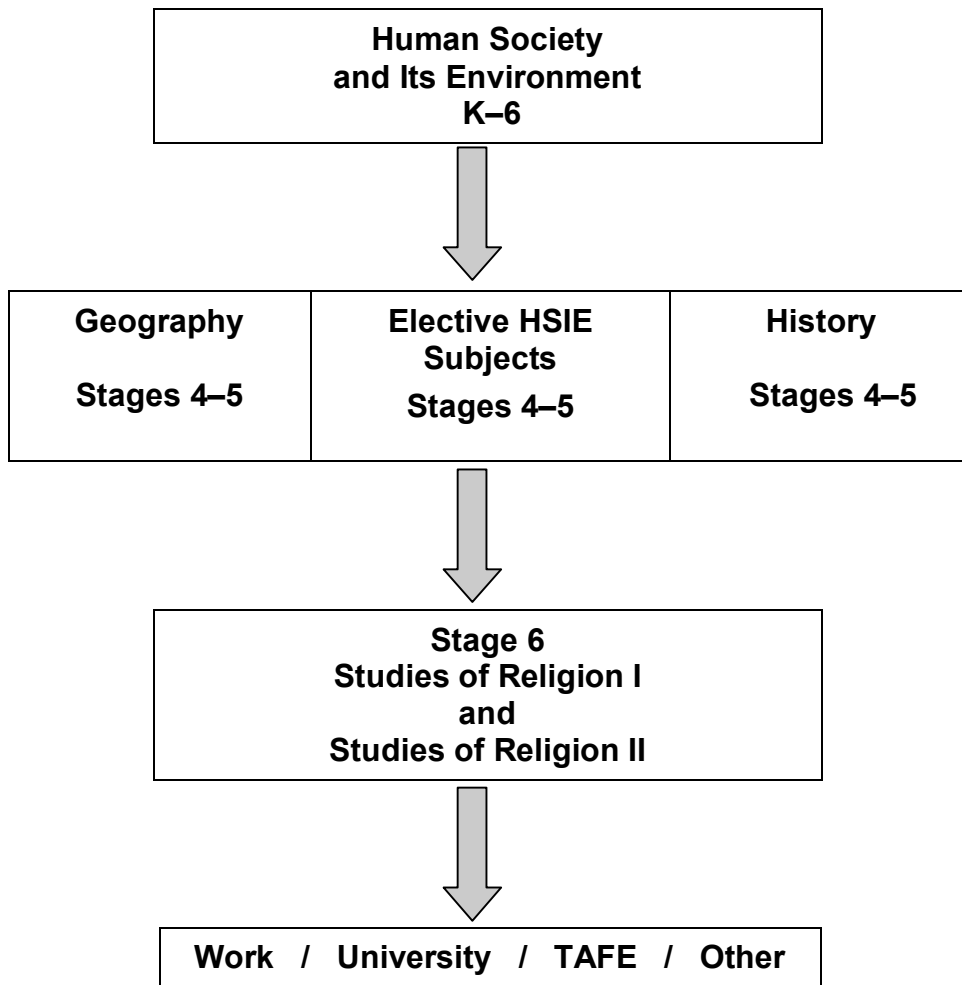 Human Society
and Its Environment
K–6
Geography
Stages 4–5
Elective HSIE
Subjects
Stages 4–5
History
Stages 4–5
Stage 6
Studies of Religion I
and
Studies of Religion II
Work / University / TAFE / Other